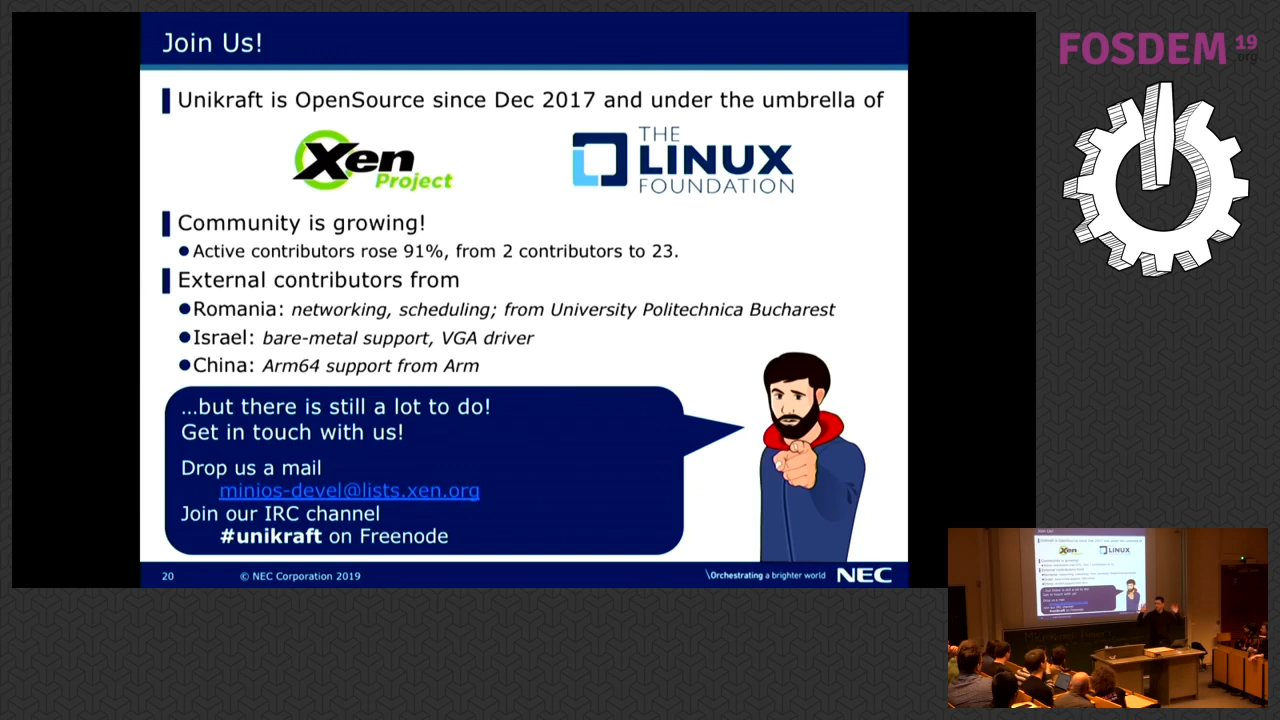 Join Us!
FOSDEM 19
.org
Unikraft is OpenSource since Dec 2017 and under the umbrella of
Xen
Project
THE
LINUX
FOUNDATION
Community is growing!
Active contributors rose 91%, from 2 contributors to 23.
External contributors from
Romania: networking, scheduling; from University Politechnica Bucharest
Israel: bare-metal support, VGA driver
China: Arm64 support from Arm
...but there is still a lot to do!
Get in touch with us!
Drop us a mail
minios-devel@lists.xen.org
Join our IRC channel
#unikraft on Freenode
20 © NEC Corporation 2019 \Orchestrating a brighter world NEC